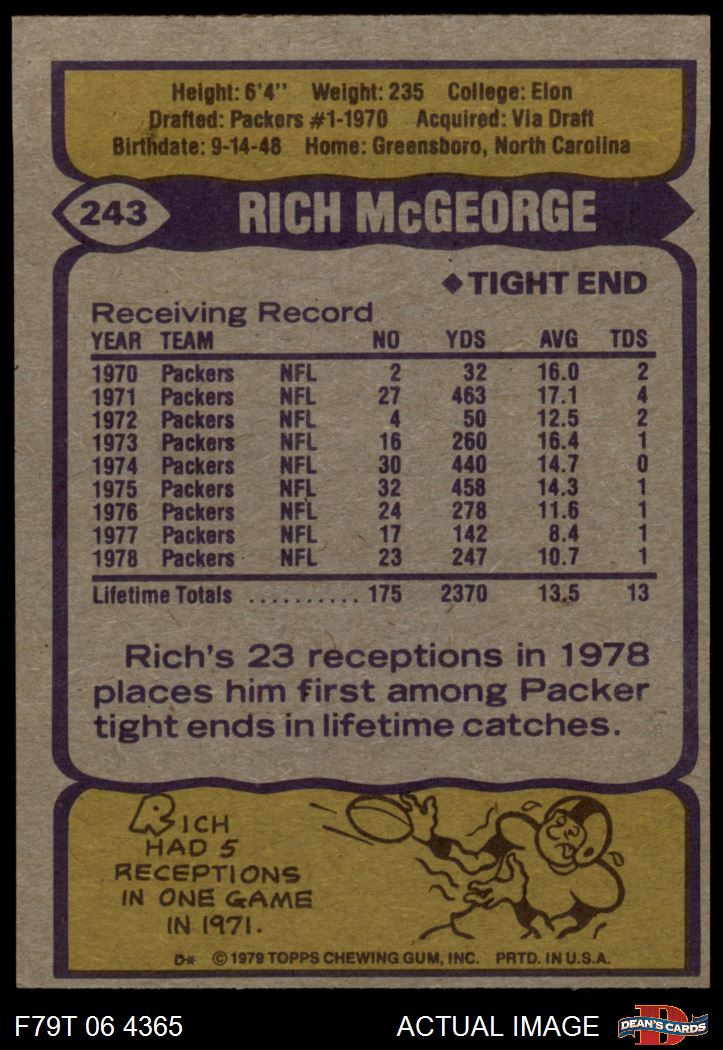 Height: 6'4'' Weight: 235 College: Elon
Drafted: Packers #1-1970 Acquired: Via Draft
Birthdate: 9-14-48 Home: Greensboro, North Carolina
243 RICH McGEORGE
◆TIGHT END
Receiving Record
YEAR TEAM NO YDS AVG TDS
1970 Packers NFL 2 32 16.0 2
1971 Packers NFL 27 463 17.1 4
1972 Packers NFL 4 50 12.5 2
1973 Packers NFL 16 260 16.4 1
1974 Packers NFL 30 440 14.7 0
1975 Packers NFL 32 458 14.3 1
1976 Packers NFL 24 278 11.6 1
1977 Packers NFL 17 142 8.4 1
1978 Packers NFL 23 247 10.7 1
Lifetime Totals .......... 175 2370 13.5 13
Rich's 23 receptions in 1978
places him first among Packer
tight ends in lifetime catches.
RICH
HAD 5
RECEPTIONS
IN ONE GAME
IN 1971.
D* © 1979 TOPPS CHEWING GUM, INC. PRTD. IN U.S.A.
F79T 06 4365 ACTUAL IMAGE D DEAN'S CARDS